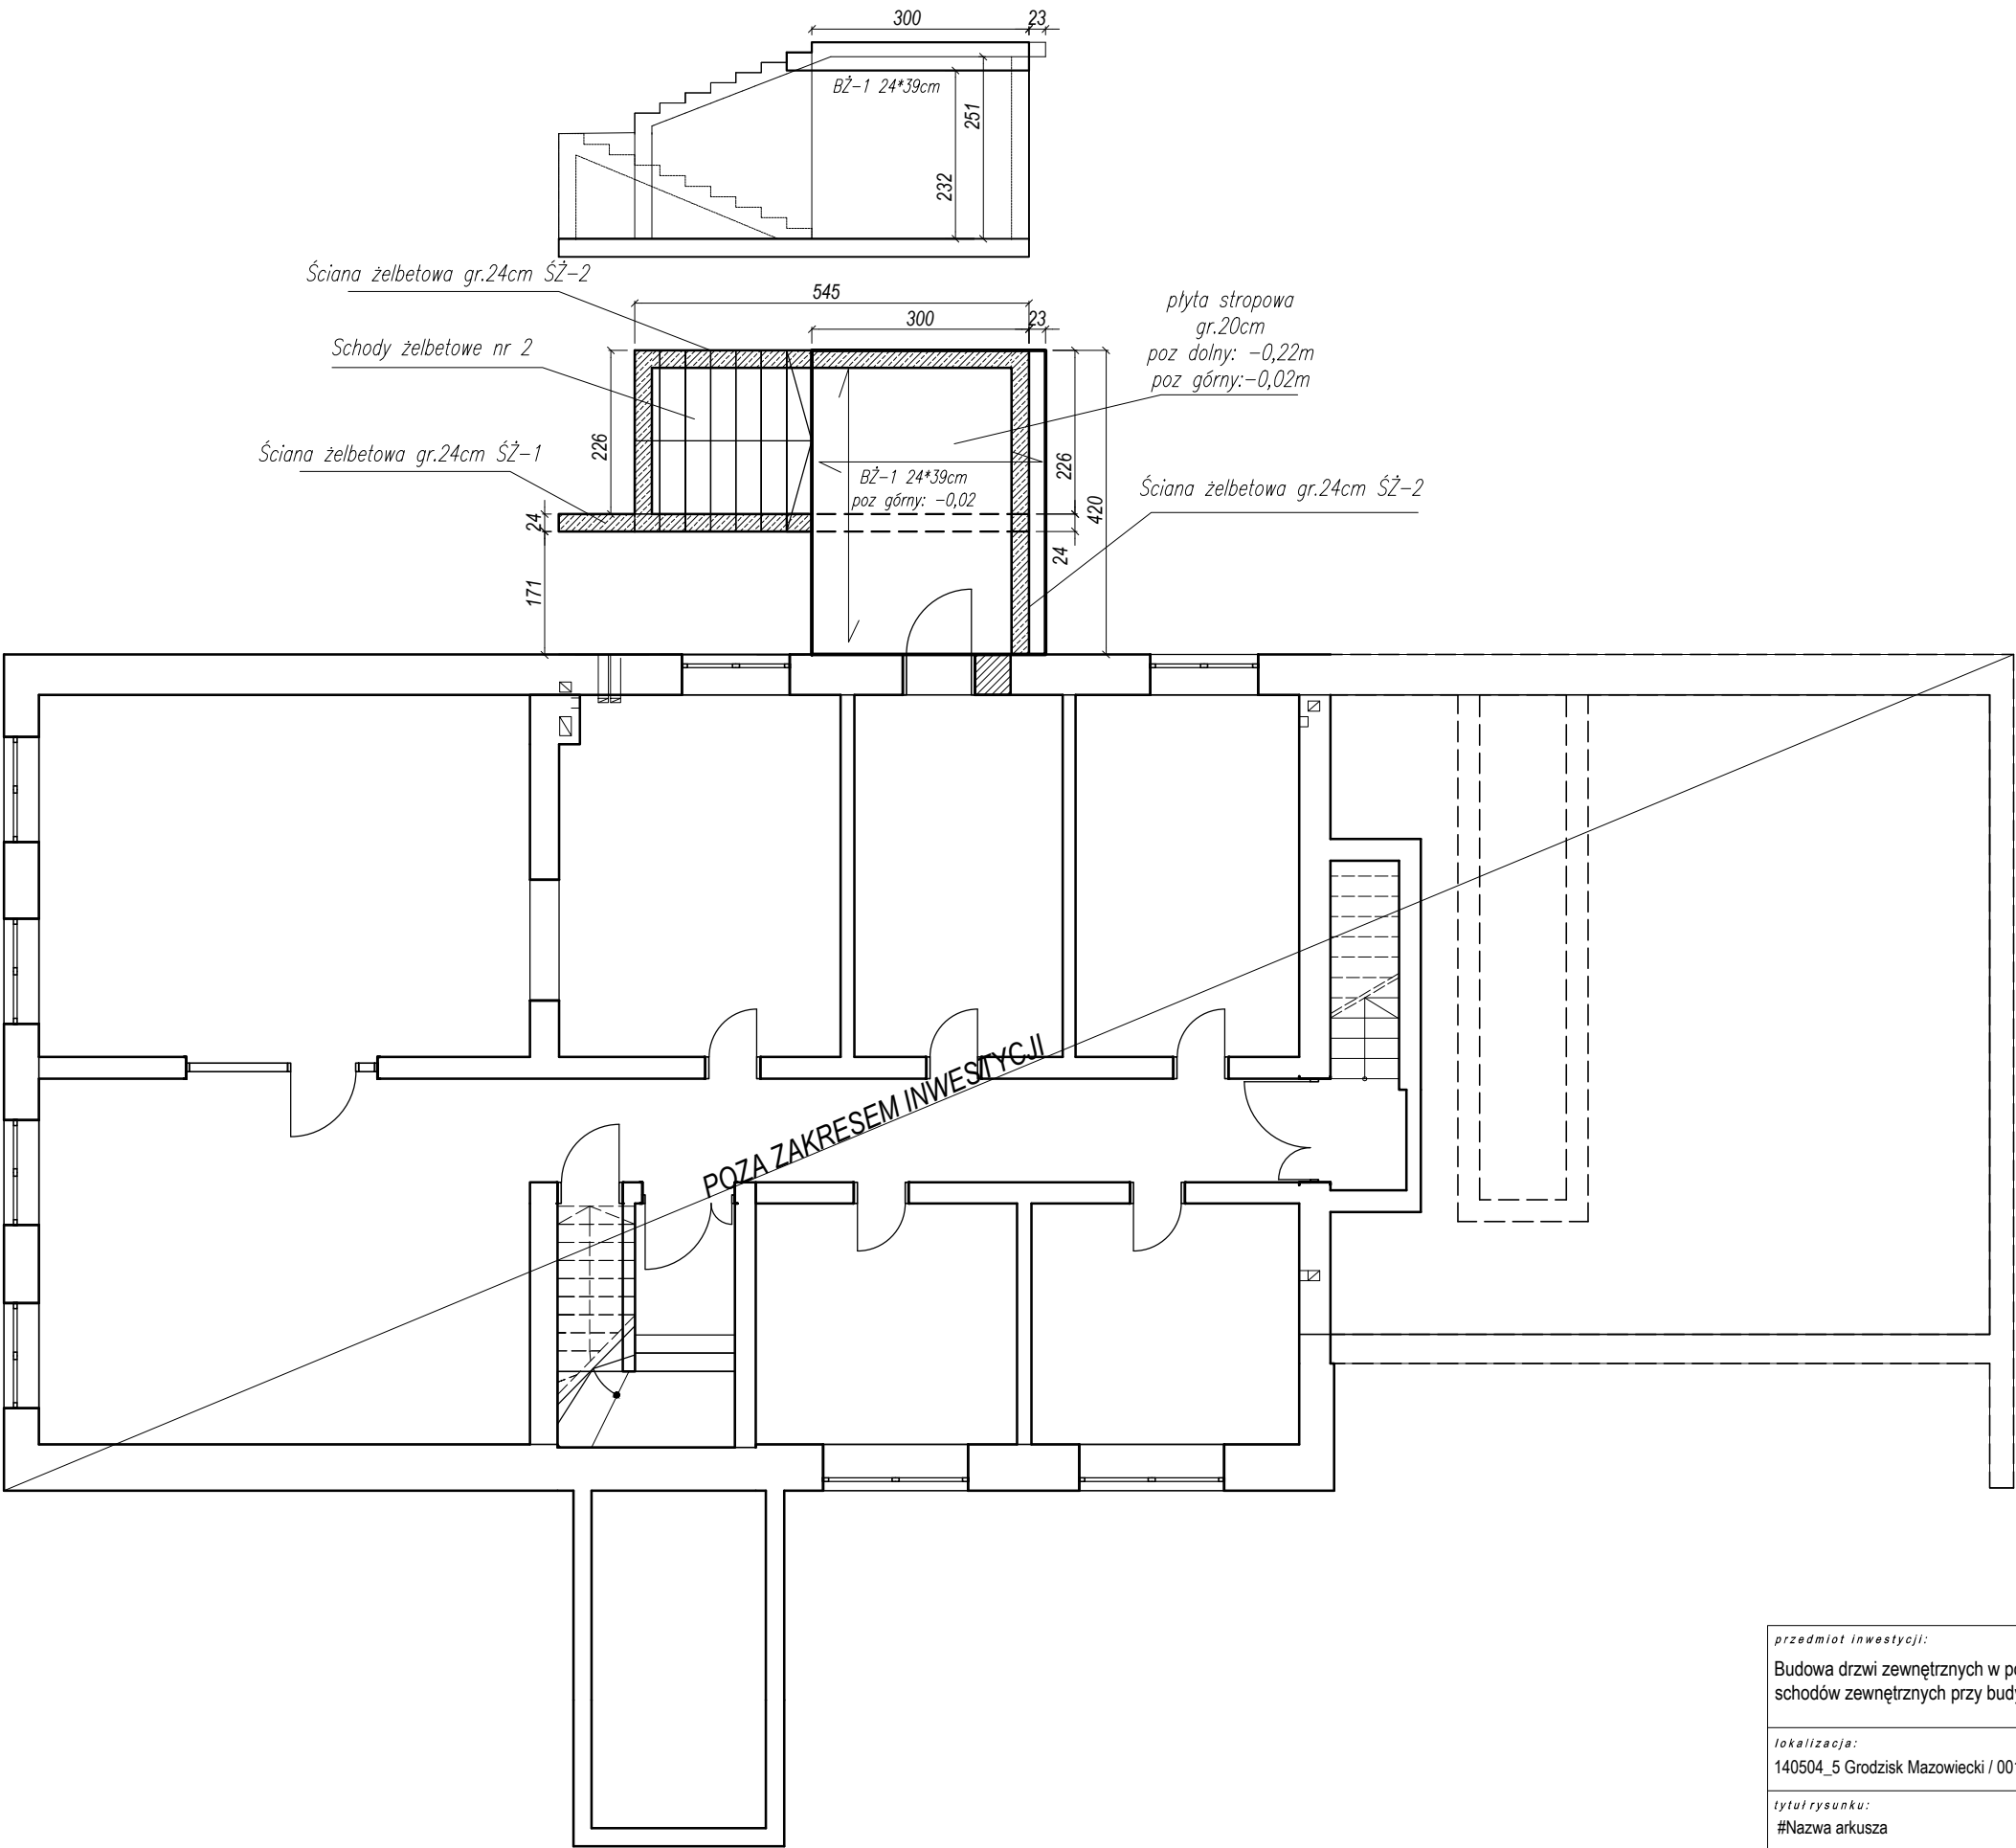 300
23
BŻ-1 24*39cm
251
232
Ściana żelbetowa gr.24cm ŚŻ-2
545
płyta stropowa
300
23
gr.20cm
Schody żelbetowe nr 2
poz dolny: -0,22m
poz górny:-0,02m
226
Ściana żelbetowa gr.24cm ŚŻ-1
226
BŻ-1 24*39cm
poz górny: -0,02
Ściana żelbetowa gr.24cm ŚŻ-2
420
24
24
171
POZA ZAKRESEM INWESTYCJI
przedmiot inwestycji:
Budowa drzwi zewnętrznych w
schodów zewnętrznych przy
lokalizacja:
140504_5 Grodzisk Mazowiecki /
tytuł rysunku:
#Nazwa arkusza